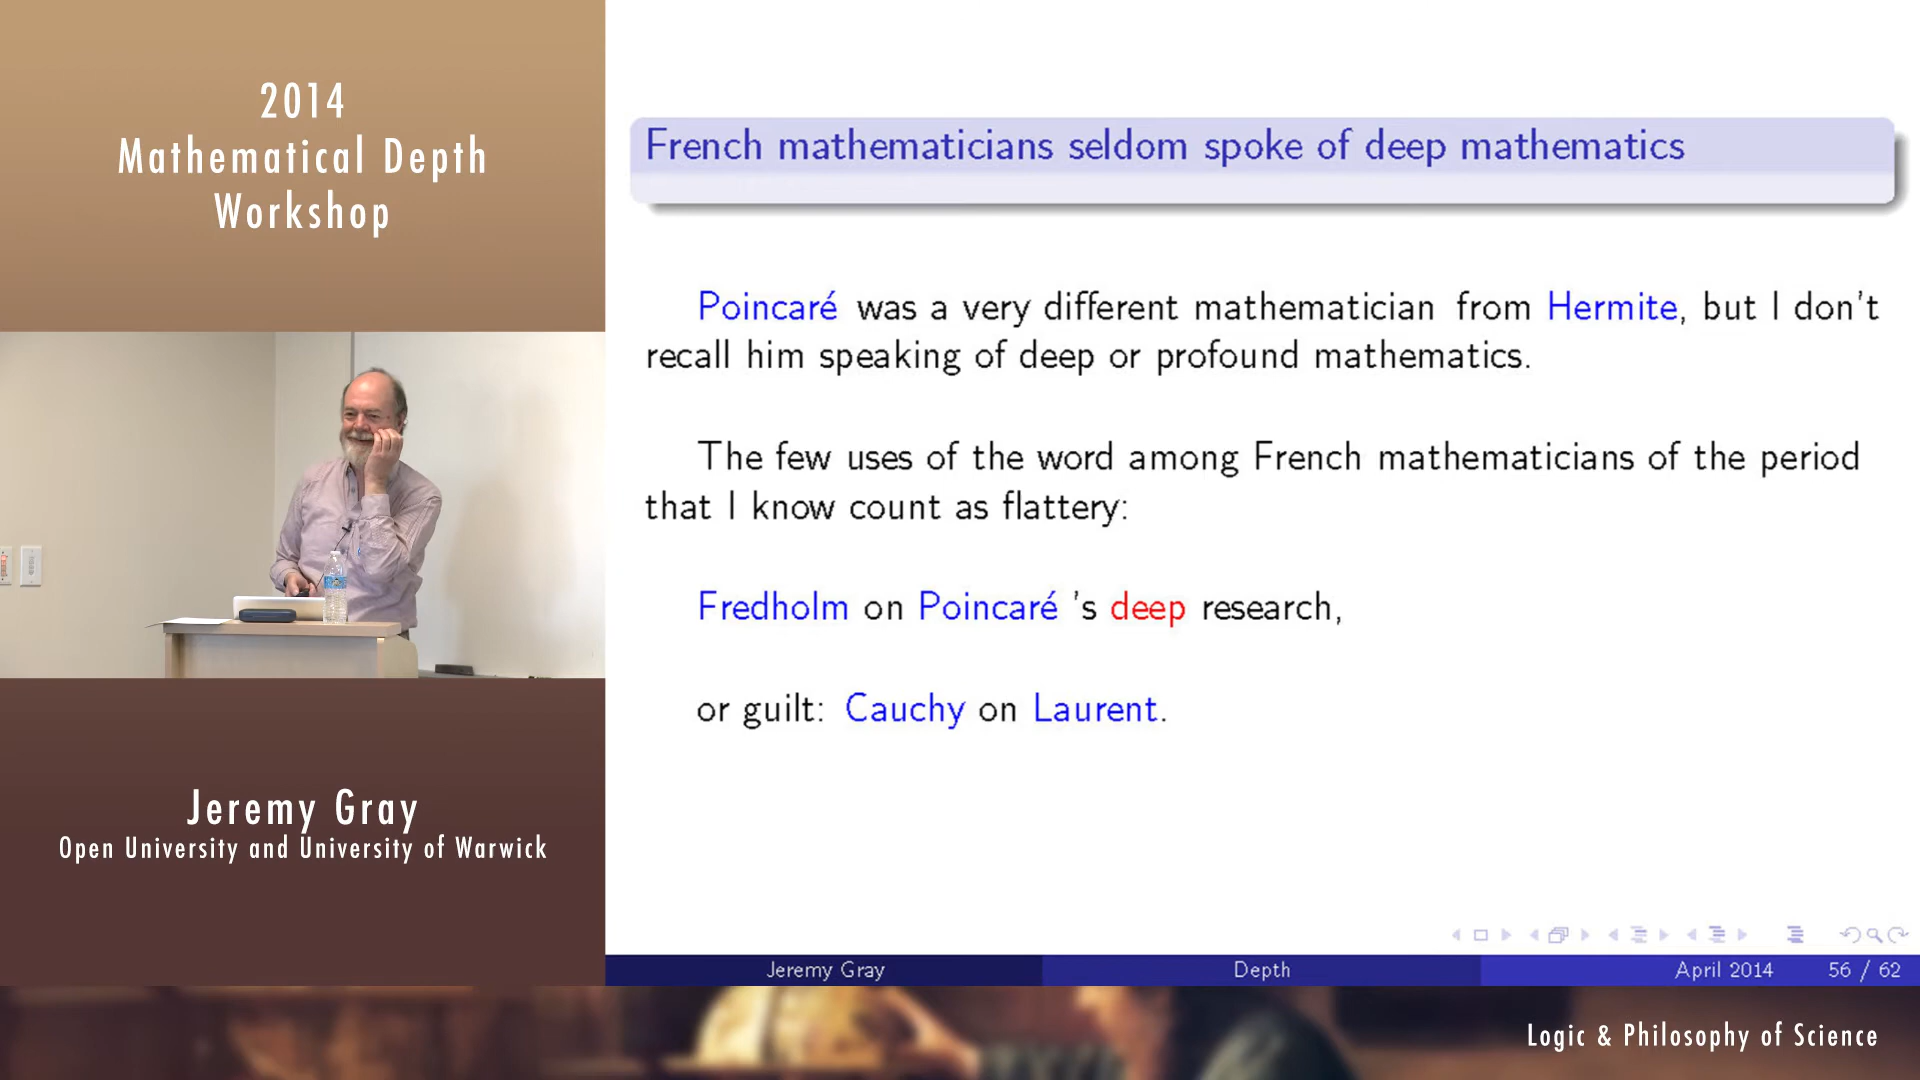 2014
Mathematical Depth
Workshop
Jeremy Gray
Open University and University of Warwick
French mathematicians seldom spoke of deep mathematics
Poincaré was a very different mathematician from Hermite, but I don't
recall him speaking of deep or profound mathematics.
The few uses of the word among French mathematicians of the period
that I know count as flattery:
Fredholm on Poincaré 's deep research,
or guilt: Cauchy on Laurent.
Jeremy Gray Depth April 2014 56 / 62
Logic & Philosophy of Science